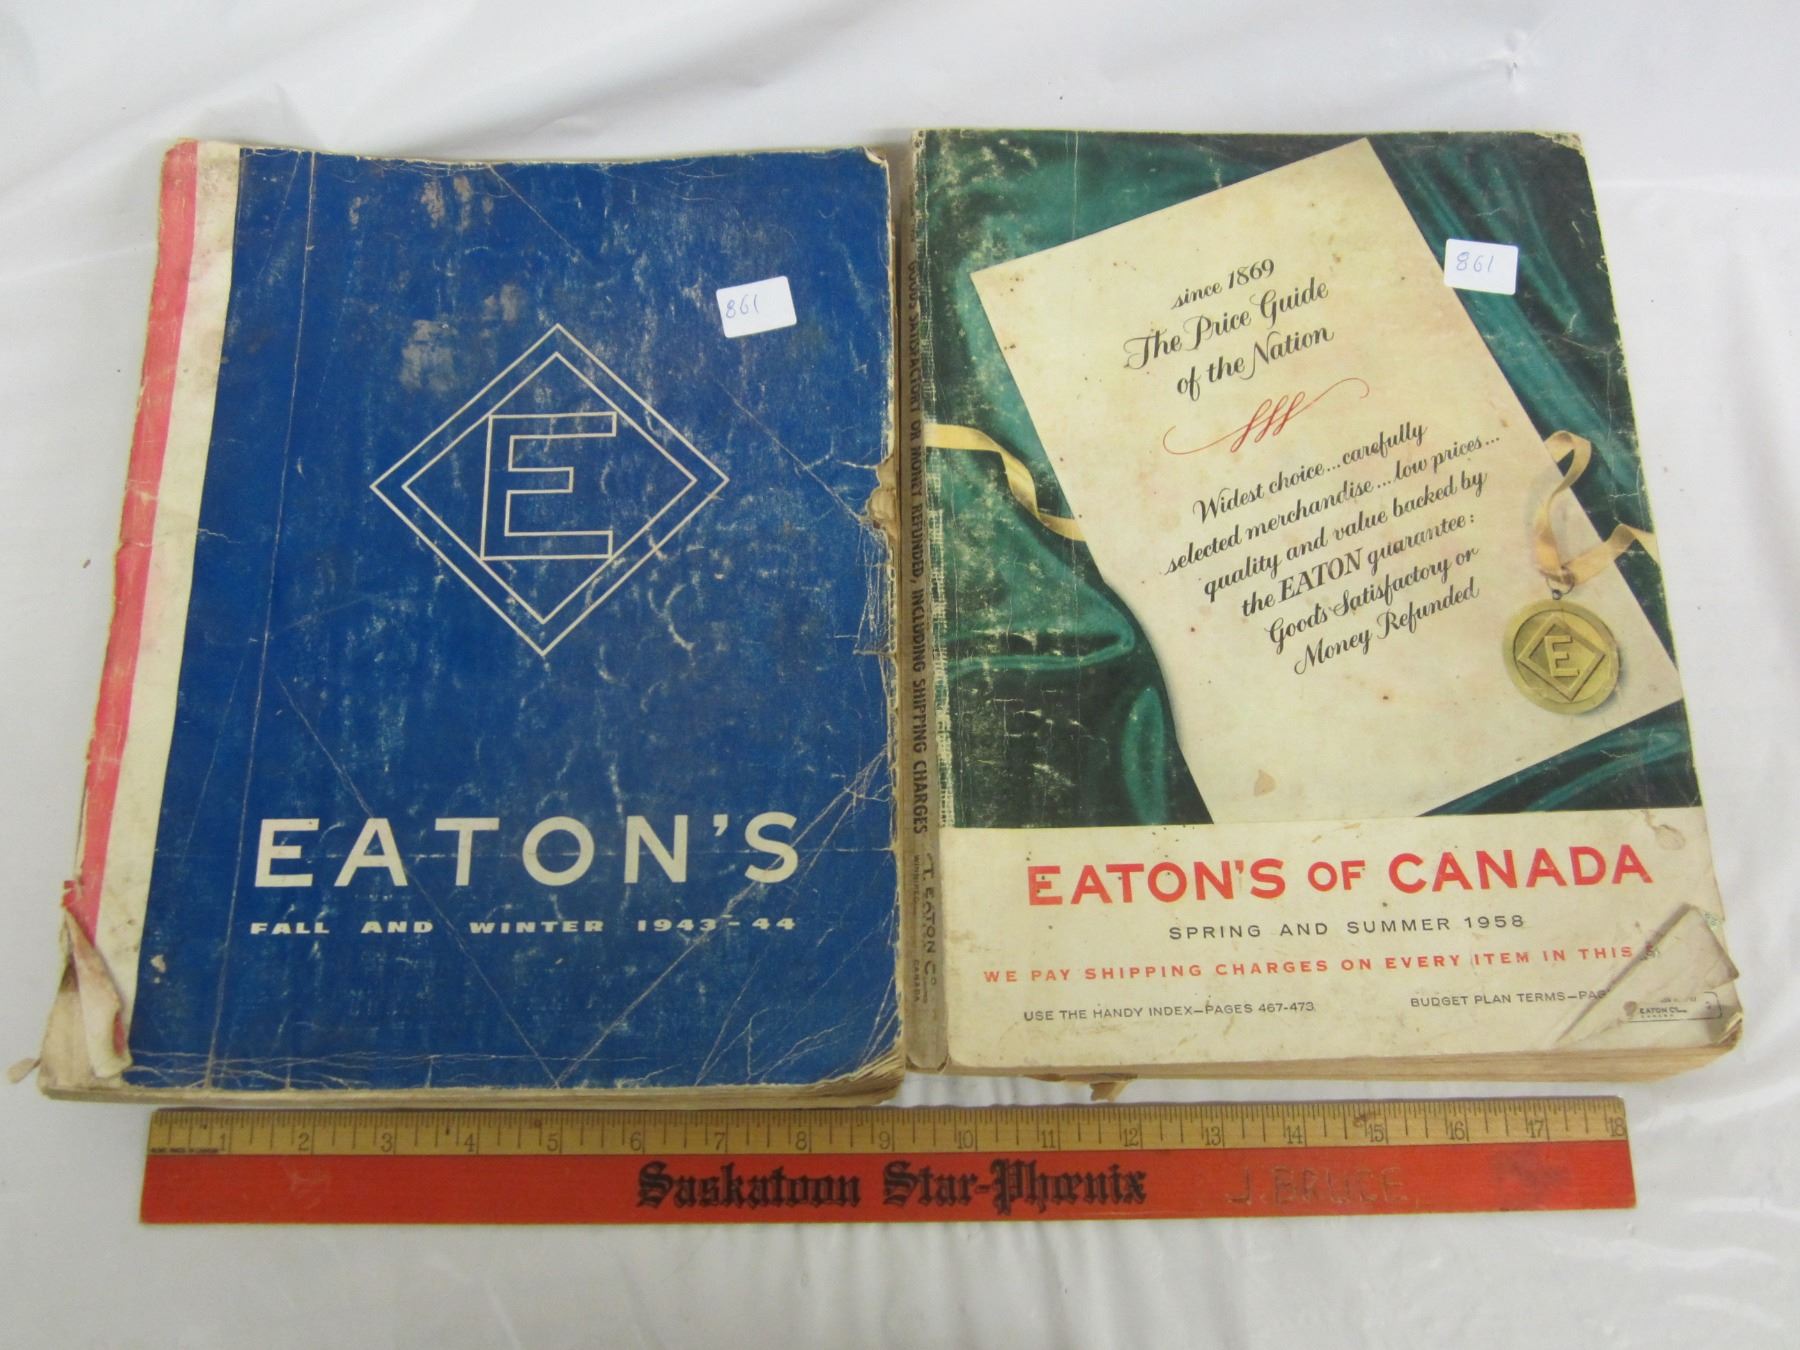 861
E
EATON'S
FALL AND WINTER 1943-44
GOODS SATISFACTORY OR MONEY REFUNDED, INCLUDING SHIPPING CHARGES
T. EATON CO
WINNIPEG
CANADA
861
since 1869
The Price Guide
of the Nation
Widest choice...carefully
selected merchandise...low prices...
quality and value backed by
the EATON guarantee:
Goods Satisfactory or
Money Refunded
E
EATON'S OF CANADA
SPRING AND SUMMER 1958
WE PAY SHIPPING CHARGES ON EVERY ITEM IN THIS
USE THE HANDY INDEX—PAGES 467-473
BUDGET PLAN TERMS—PAG
EATON CO
1 2 3 4 5 6 7 8 9 10 11 12 13 14 15 16 17 18
Saskatoon Star-Phœnix
J. BRUCE